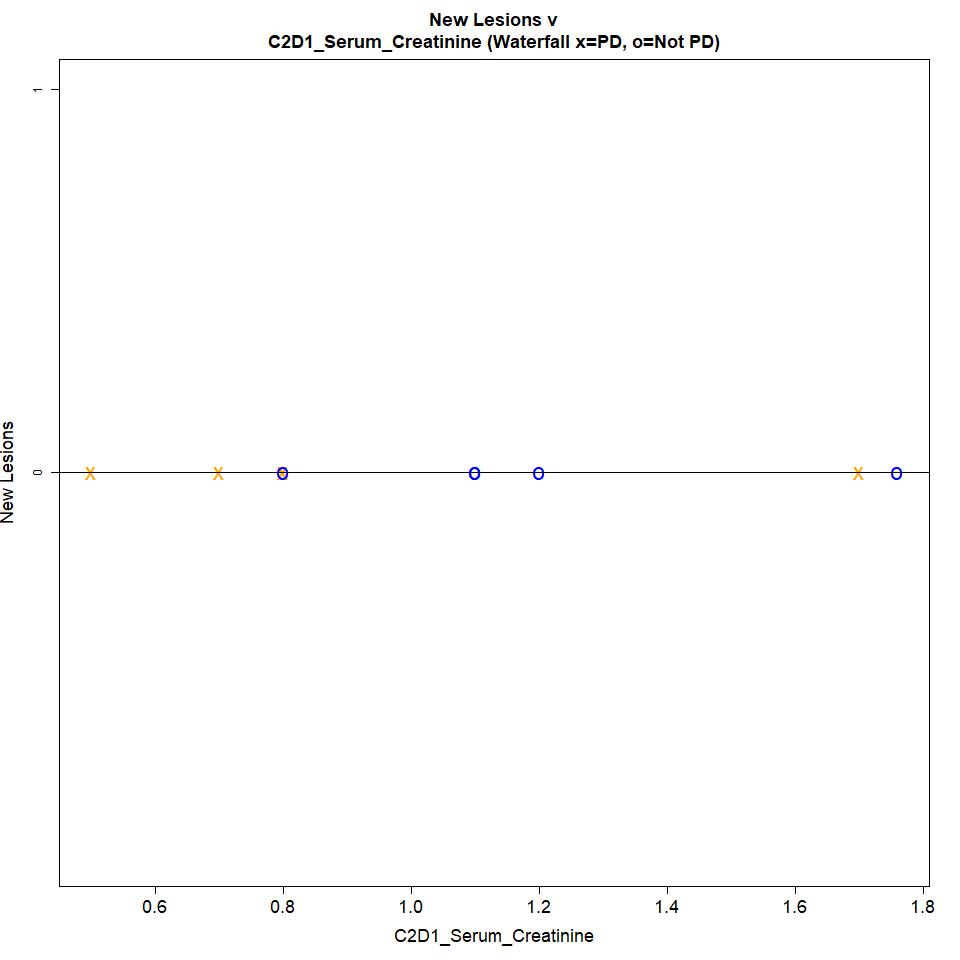 New Lesions v
C2D1_Serum_Creatinine (Waterfall x=PD, o=Not PD)
1
New Lesions
0
x x x o o o x o
0.6 0.8 1.0 1.2 1.4 1.6 1.8
C2D1_Serum_Creatinine